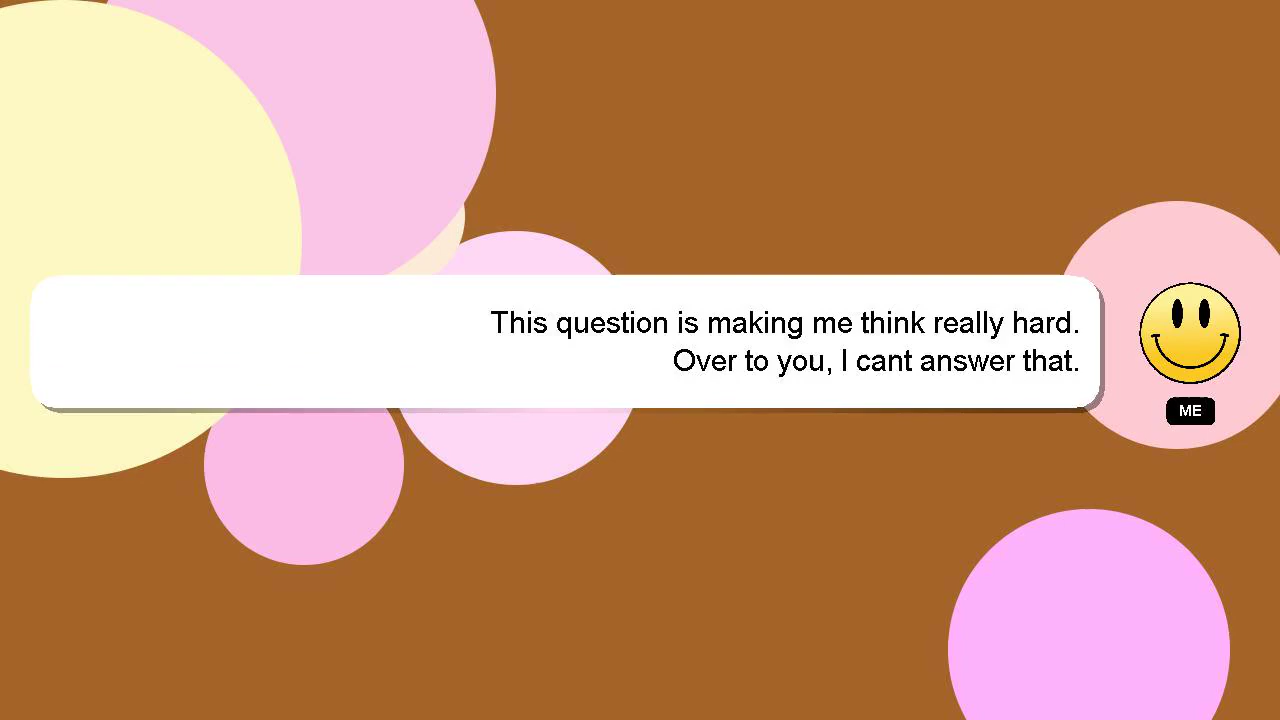 This question is making me think really hard.
Over to you, I cant answer that.
ME